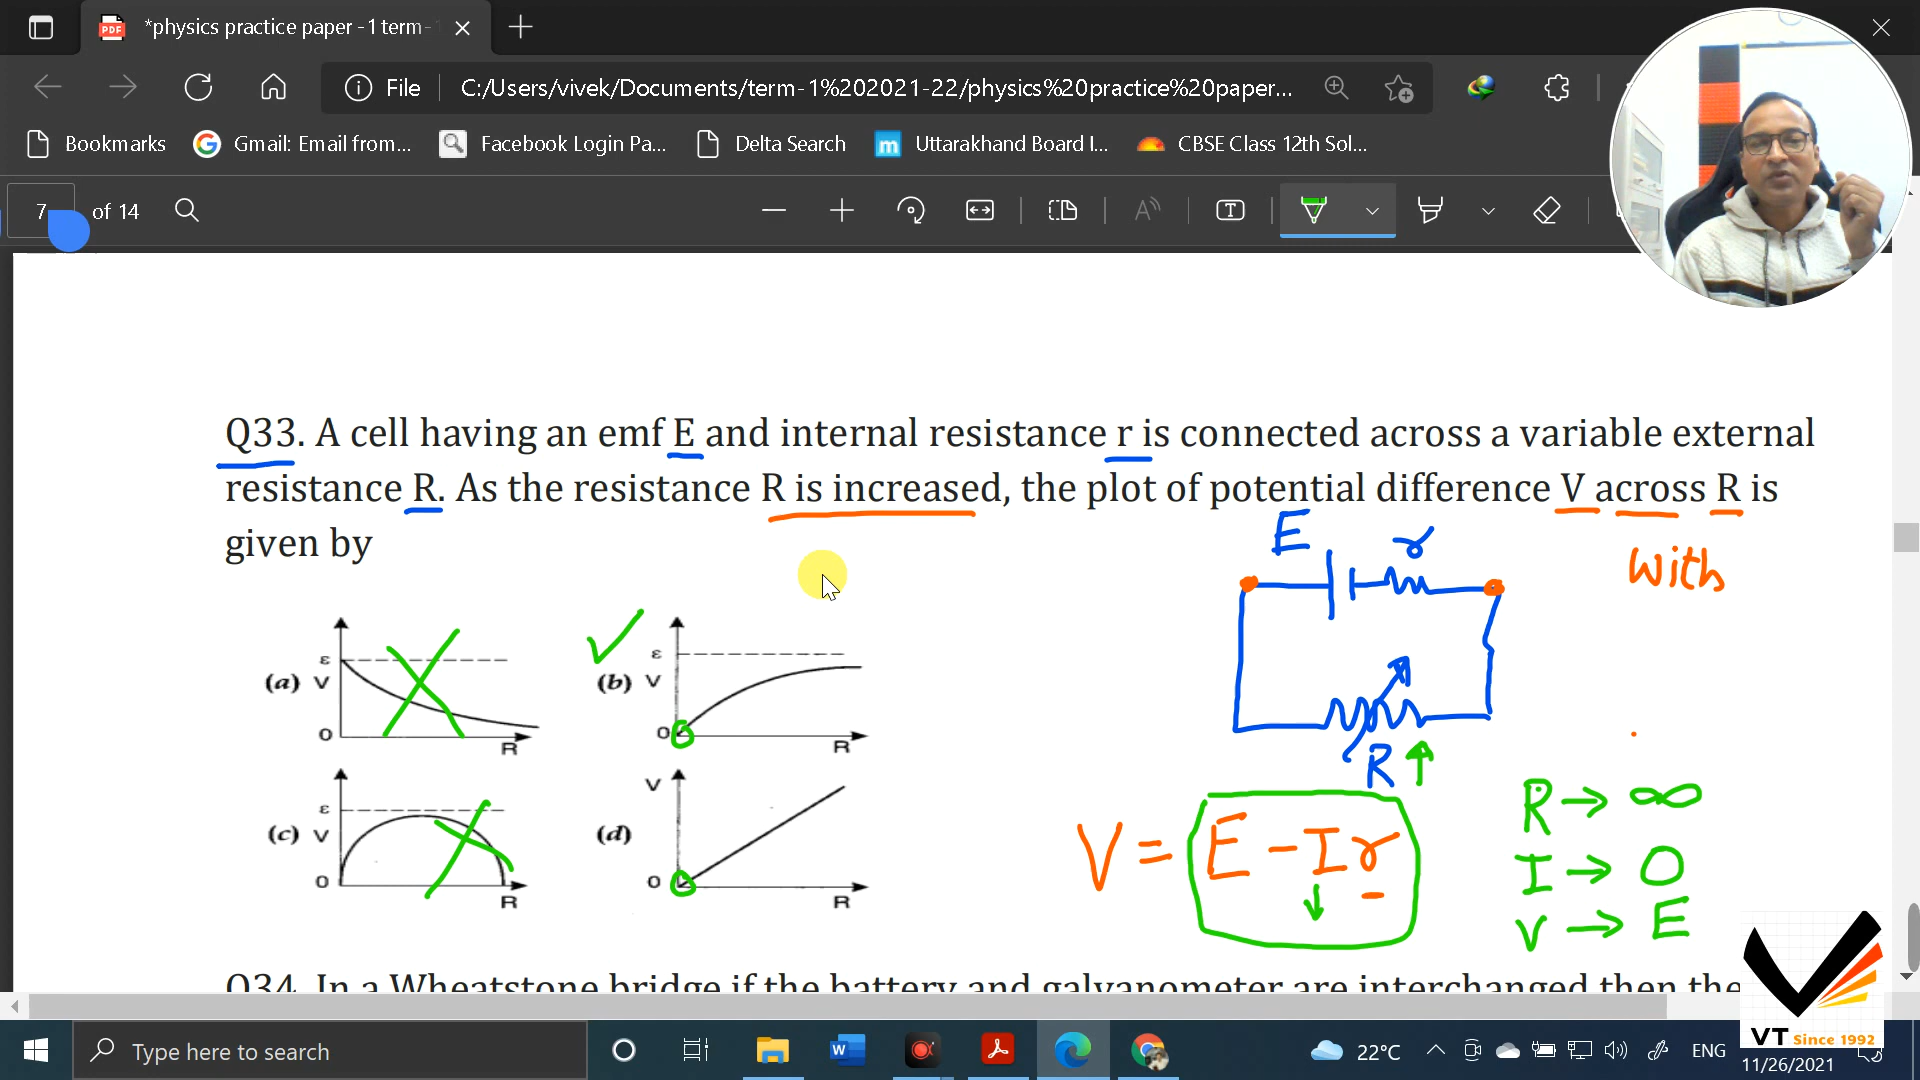 *physics practice paper -1 term-
File
C:/Users/vivek/Documents/term-1%202021-22/physics%20practice%20paper...
Bookmarks
Gmail: Email from...
Facebook Login Pa...
Delta Search
Uttarakhand Board I...
CBSE Class 12th Sol...
7 of 14
Q33. A cell having an emf E and internal resistance r is connected across a variable external
resistance R. As the resistance R is increased, the plot of potential difference V across R is
given by
E r
With
(a) ε V 0 R
(b) ε V 0 R
(c) ε V 0 R
(d) V 0 R
R ↑
V = E - Ir
↓
R → ∞
I → 0
V → E
Q34. In a Wheatstone bridge if the battery and galvanometer are interchanged then the
VT Since 1992
Type here to search
22°C
ENG
11/26/2021